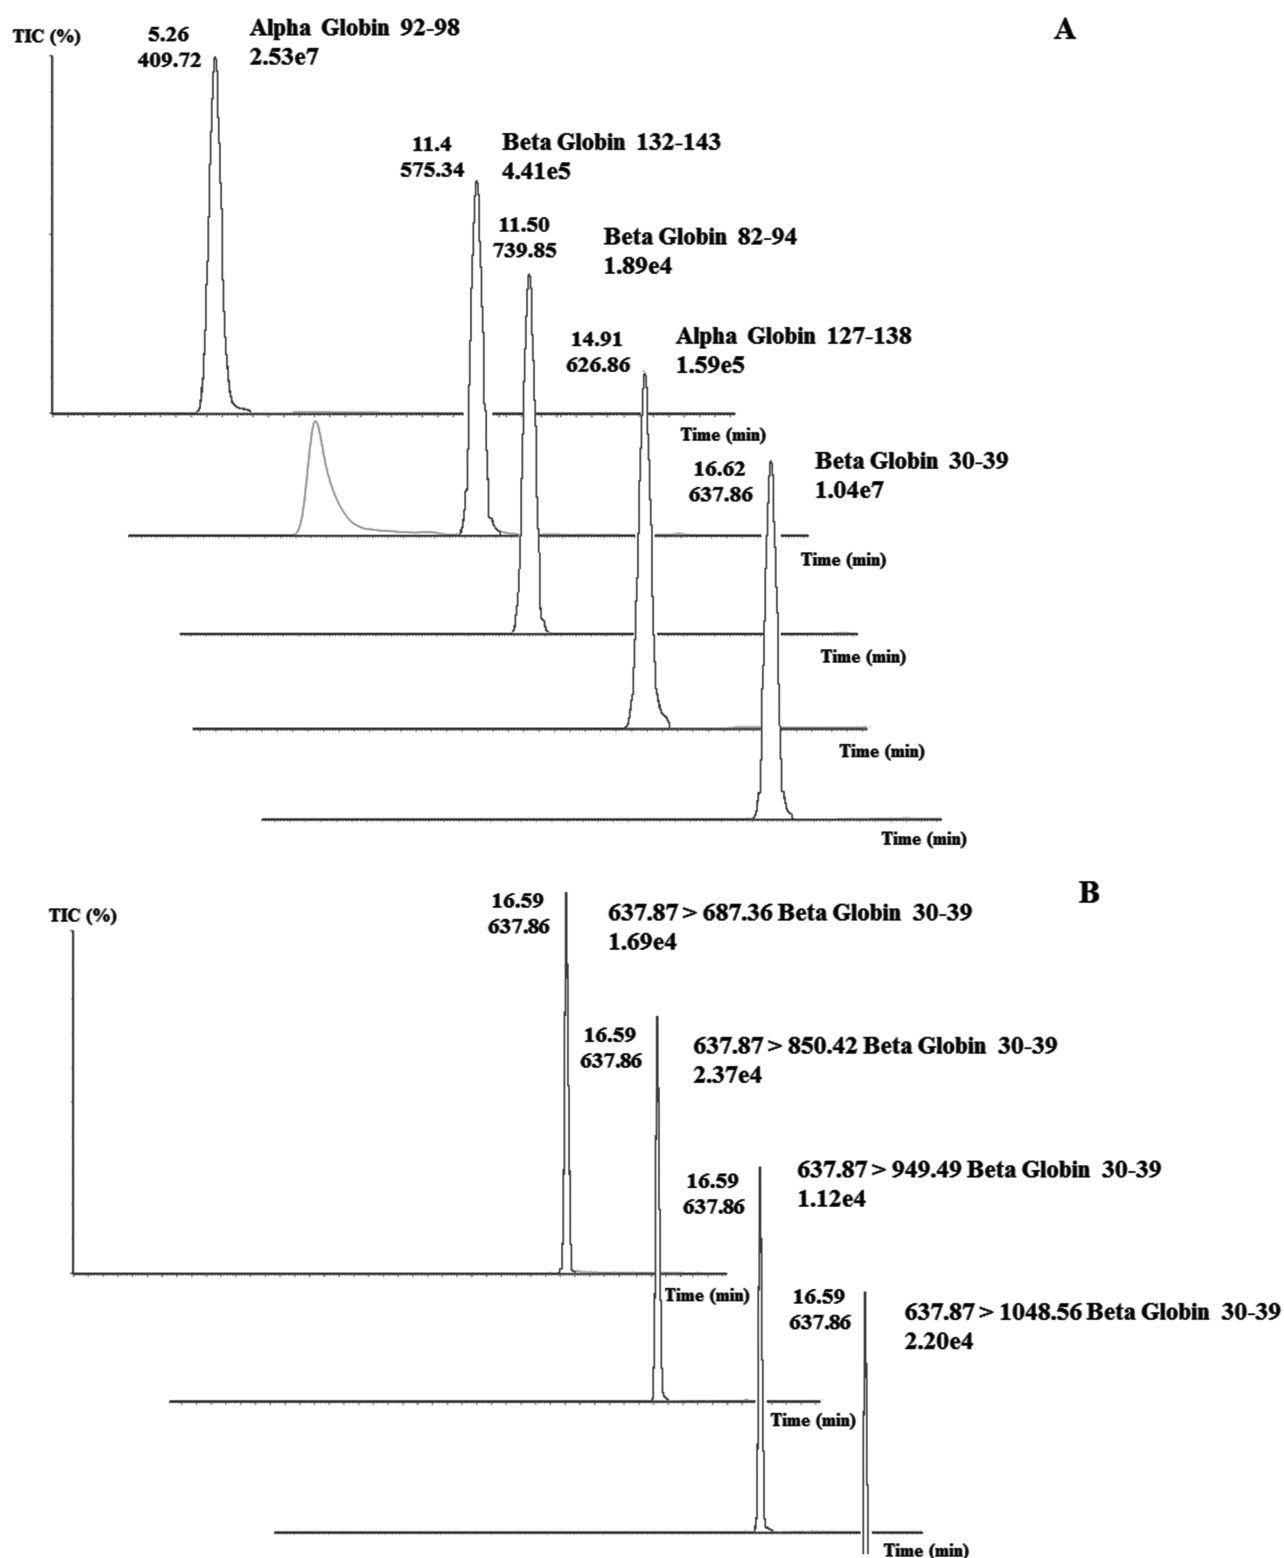 A
TIC (%)
5.26
409.72
Alpha Globin 92-98
2.53e7
11.4
575.34
Beta Globin 132-143
4.41e5
11.50
739.85
Beta Globin 82-94
1.89e4
14.91
626.86
Alpha Globin 127-138
1.59e5
Time (min)
16.62
637.86
Beta Globin 30-39
1.04e7
Time (min)
Time (min)
Time (min)
Time (min)
B
TIC (%)
16.59
637.86
637.87 > 687.36 Beta Globin 30-39
1.69e4
16.59
637.86
637.87 > 850.42 Beta Globin 30-39
2.37e4
16.59
637.86
637.87 > 949.49 Beta Globin 30-39
1.12e4
Time (min)
16.59
637.86
637.87 > 1048.56 Beta Globin 30-39
2.20e4
Time (min)
Time (min)